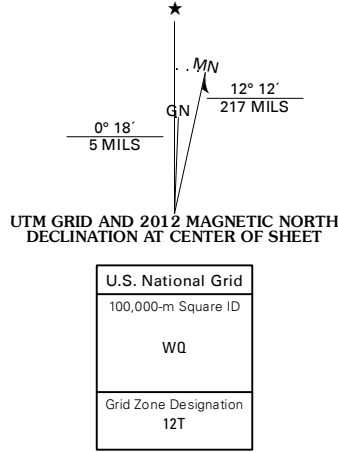 ★
MN
GN
12° 12´
217 MILS
0° 18´
5 MILS
UTM GRID AND 2012 MAGNETIC NORTH
DECLINATION AT CENTER OF SHEET
U.S. National Grid
100,000-m Square ID
WQ
Grid Zone Designation
12T